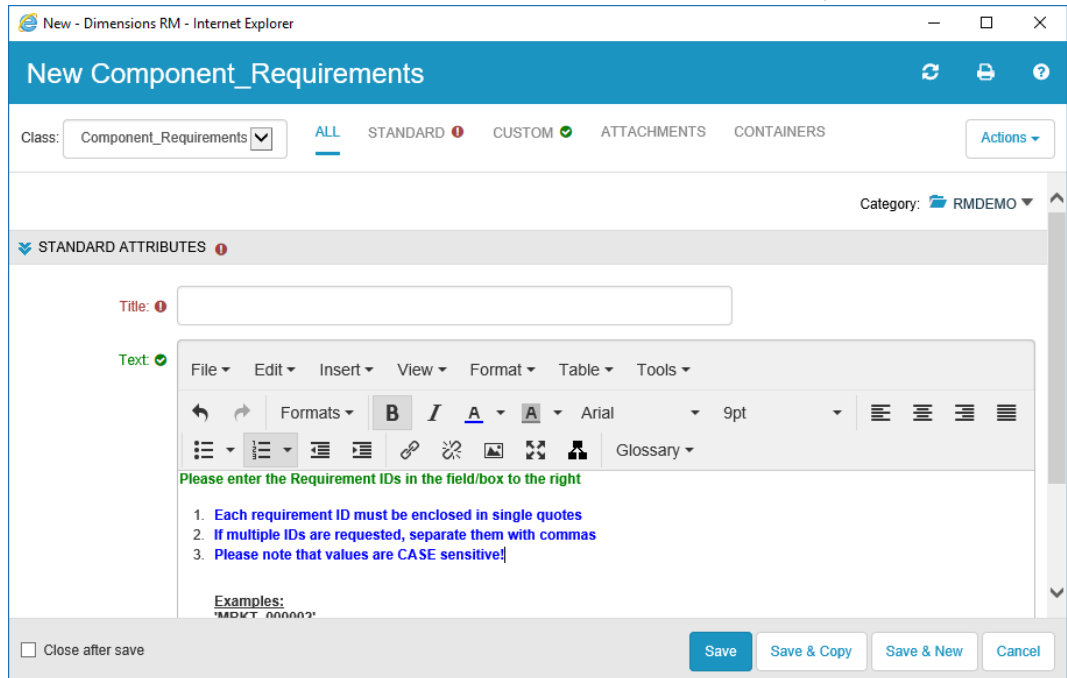 New - Dimensions RM - Internet Explorer
New Component_Requirements
Class: Component_Requirements ALL STANDARD CUSTOM ATTACHMENTS CONTAINERS Actions
Category: RMDEMO
STANDARD ATTRIBUTES
Title:
Text:
File Edit Insert View Format Table Tools
Formats B I A A Arial 9pt
Glossary
Please enter the Requirement IDs in the field/box to the right
1. Each requirement ID must be enclosed in single quotes
2. If multiple IDs are requested, separate them with commas
3. Please note that values are CASE sensitive!
Examples:
'MRKT_000002'
Close after save Save Save & Copy Save & New Cancel